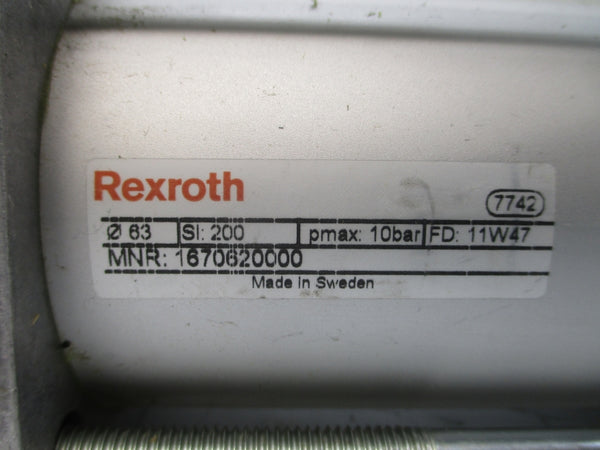 Rexroth
7742
Ø 63 SI: 200 pmax: 10bar FD: 11W47
MNR: 1670620000
Made in Sweden